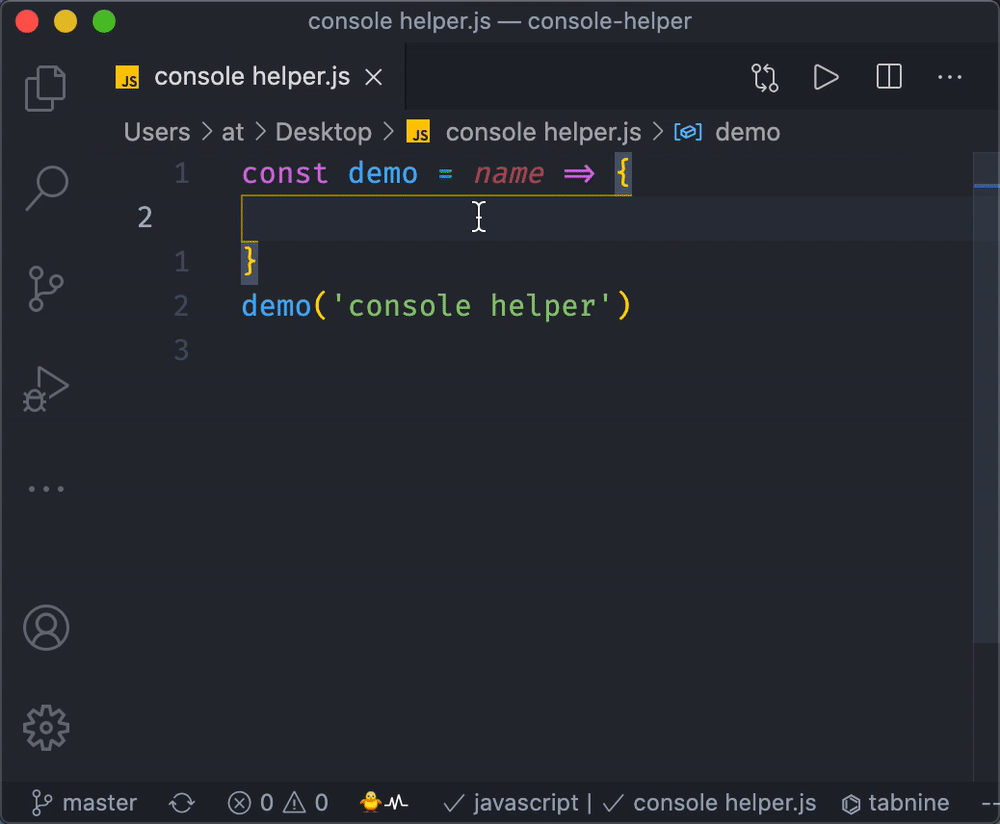 console helper.js — console-helper
JS console helper.js
Users > at > Desktop > JS console helper.js > demo
1 const demo = name => {
2
1 }
2 demo('console helper')
3
master 0 0 javascript | console helper.js tabnine --